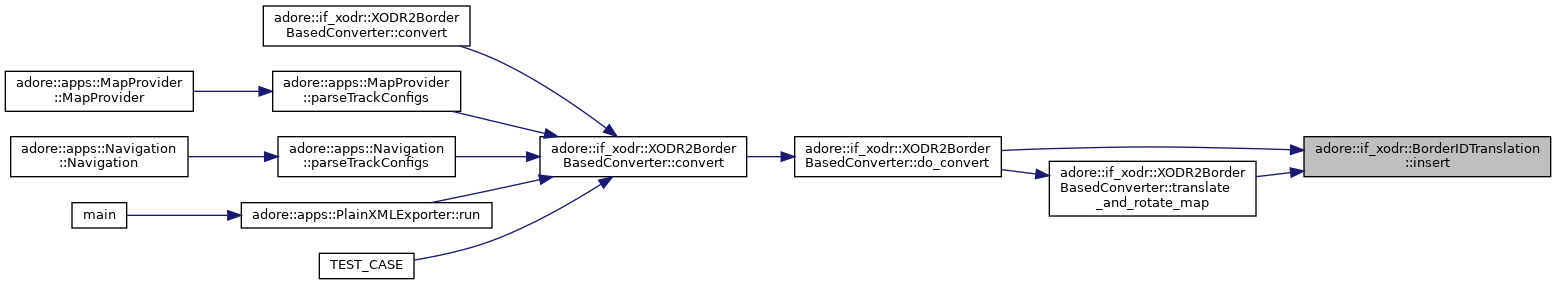 adore::if_xodr::XODR2Border
BasedConverter::convert
adore::apps::MapProvider
::MapProvider
adore::apps::MapProvider
::parseTrackConfigs
adore::apps::Navigation
::Navigation
adore::apps::Navigation
::parseTrackConfigs
adore::if_xodr::XODR2Border
BasedConverter::convert
adore::if_xodr::XODR2Border
BasedConverter::do_convert
adore::if_xodr::BorderIDTranslation
::insert
adore::if_xodr::XODR2Border
BasedConverter::translate
_and_rotate_map
main
adore::apps::PlainXMLExporter::run
TEST_CASE